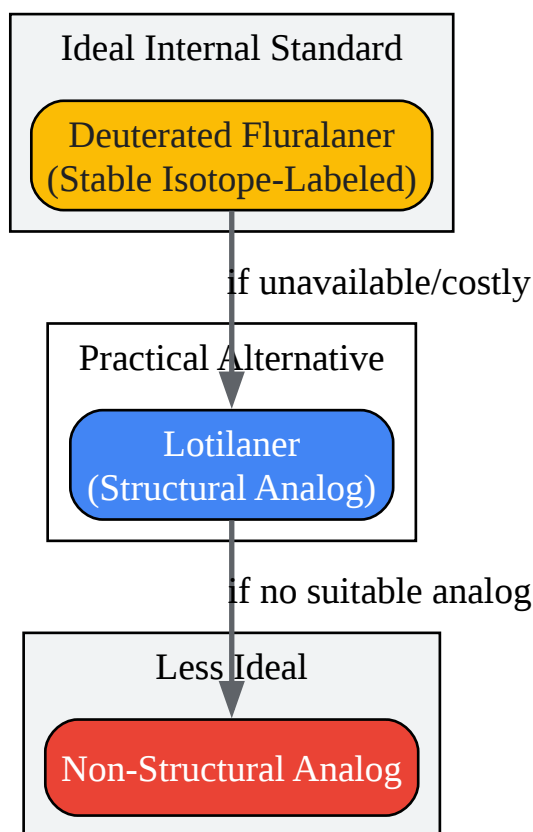 Ideal Internal Standard
Deuterated Fluralaner
(Stable Isotope-Labeled)
if unavailable/costly
Practical Alternative
Lotilaner
(Structural Analog)
if no suitable analog
Less Ideal
Non-Structural Analog